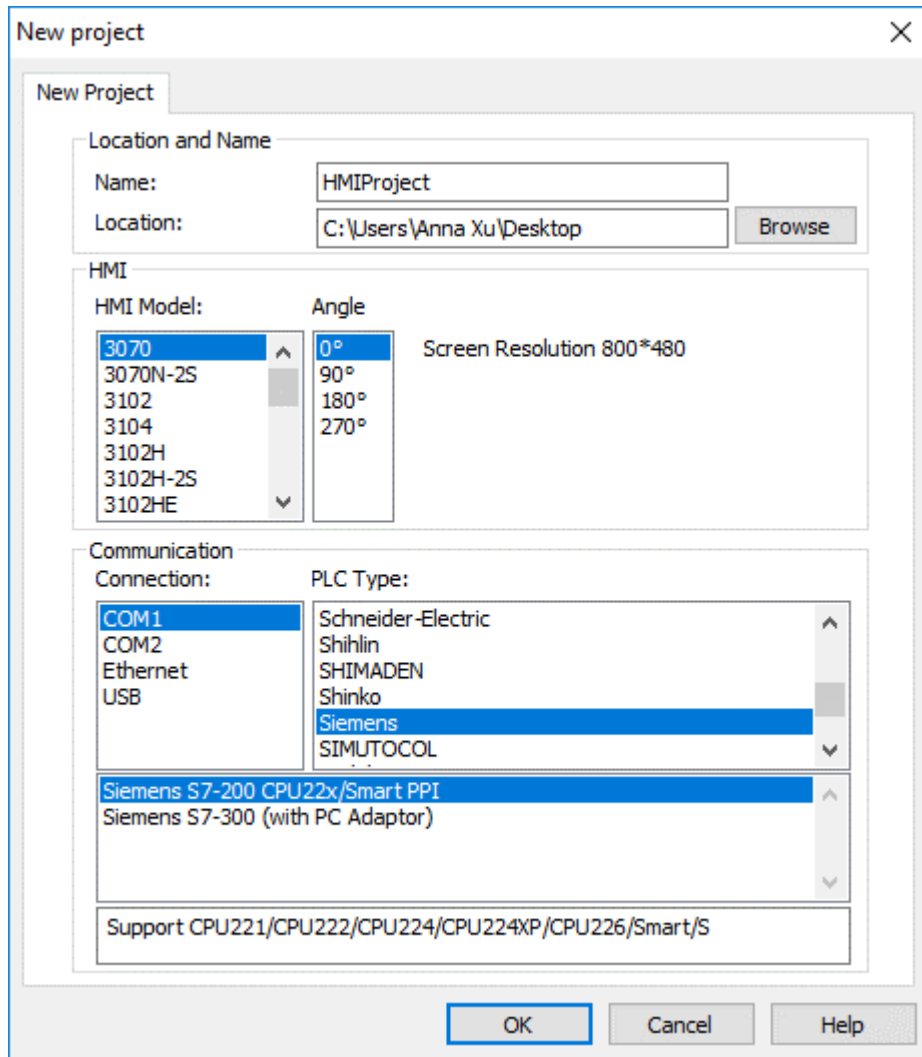 New project
New Project
Location and Name
Name: HMIProject
Location: C:\Users\Anna Xu\Desktop Browse
HMI
HMI Model: Angle
3070 0° Screen Resolution 800*480
3070N-2S 90°
3102 180°
3104 270°
3102H
3102H-2S
3102HE
Communication
Connection: PLC Type:
COM1 Schneider-Electric
COM2 Shihlin
Ethernet SHIMADEN
USB Shinko
Siemens
SIMUTOCOL
Siemens S7-200 CPU22x/Smart PPI
Siemens S7-300 (with PC Adaptor)
Support CPU221/CPU222/CPU224/CPU224XP/CPU226/Smart/S
OK Cancel Help